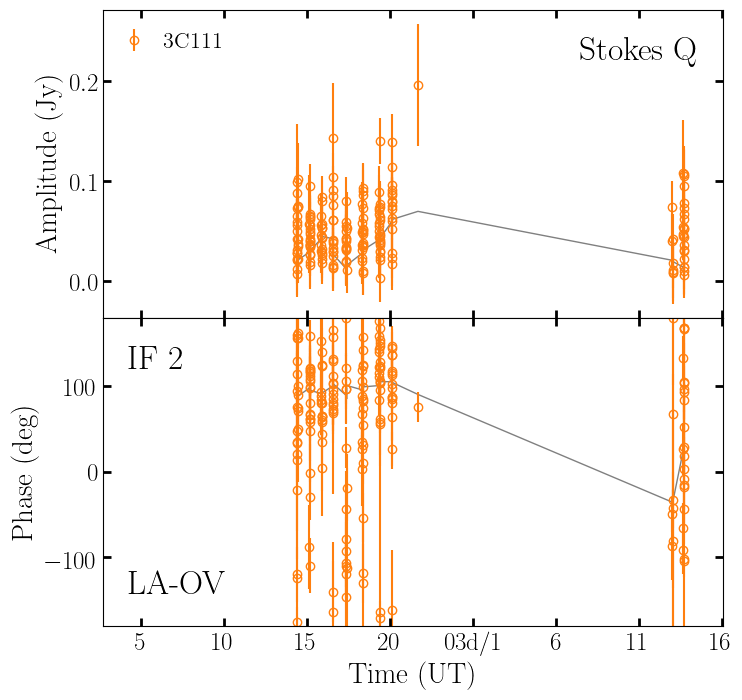 3C111
Stokes Q
Amplitude (Jy)
0.2
0.1
0.0
IF 2
LA-OV
Phase (deg)
100
0
−100
5 10 15 20 03d/1 6 11 16
Time (UT)